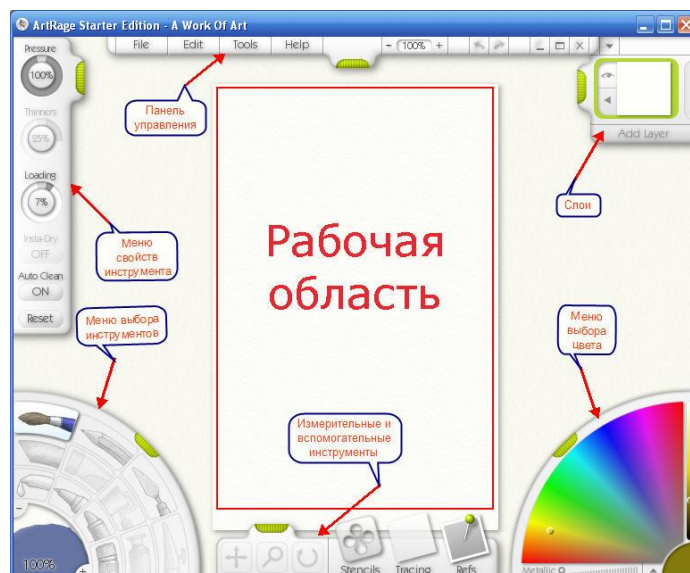 ArtRage Starter Edition - A Work Of Art
File Edit Tools Help - 100% +
Pressure
100%
Thinners
25%
Loading
7%
Insta-Dry
OFF
Auto Clean
ON
Reset
Панель
управления
Add Layer
Слои
Меню
свойств
инструмента
Рабочая
область
Меню выбора
инструментов
Меню
выбора
цвета
Измерительные и
вспомогательные
инструменты
100%
Stencils Tracing Refs
Metallic